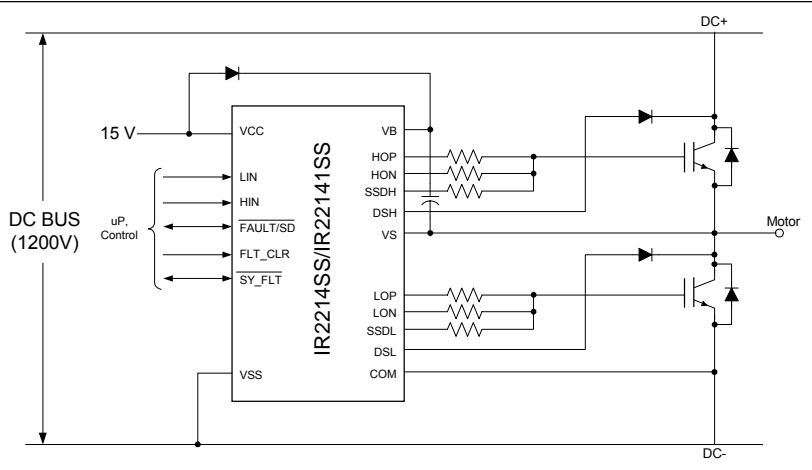 DC+
15 V
VCC
LIN
HIN
FAULT/SD
FLT_CLR
SY_FLT
VSS
uP,
Control
DC BUS
(1200V)
IR2214SS/IR22141SS
VB
HOP
HON
SSDH
DSH
VS
LOP
LON
SSDL
DSL
COM
Motor
DC-